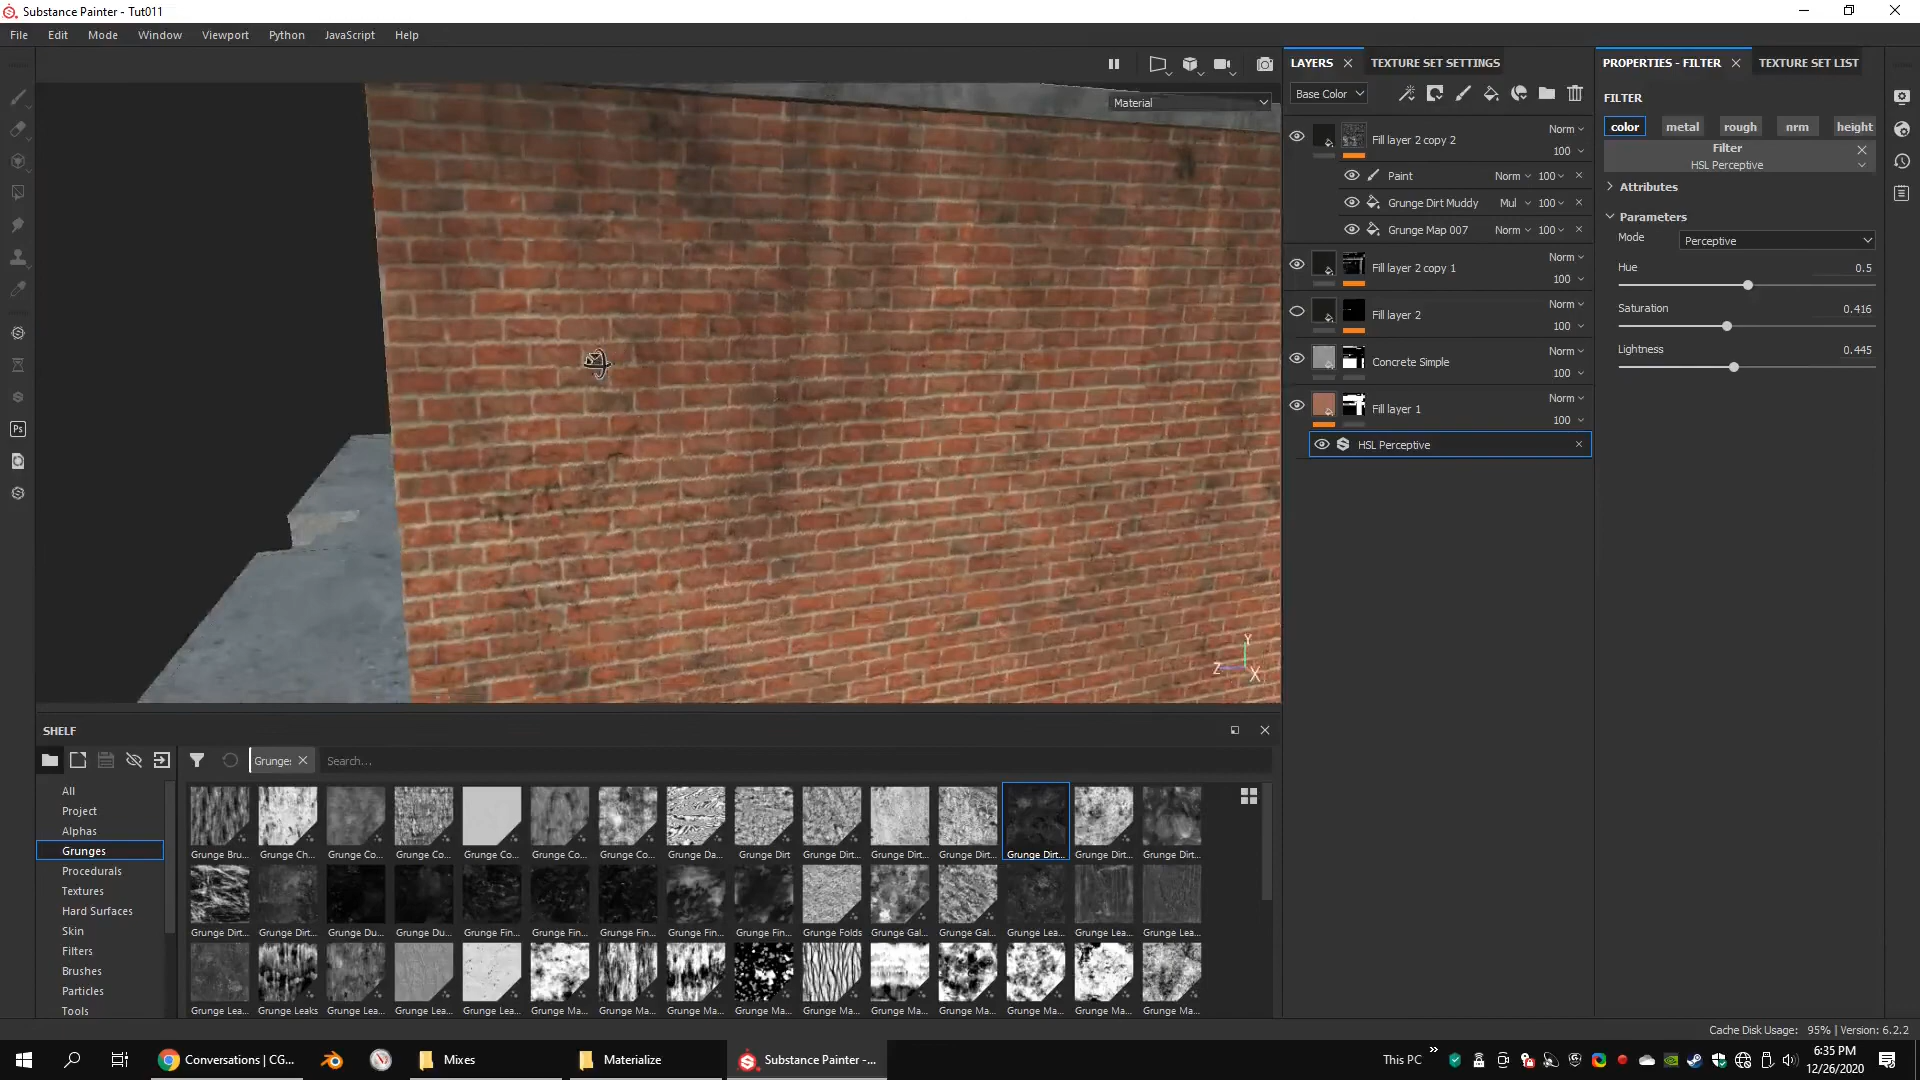 Substance Painter - Tut011
File Edit Mode Window Viewport Python JavaScript Help
Material
LAYERS
TEXTURE SET SETTINGS
Base Color
Fill layer 2 copy 2
Norm
100
Paint Norm 100
Grunge Dirt Muddy Mul 100
Grunge Map 007 Norm 100
Fill layer 2 copy 1
Norm
100
Fill layer 2
Norm
100
Concrete Simple
Norm
100
Fill layer 1
Norm
100
HSL Perceptive
PROPERTIES - FILTER
TEXTURE SET LIST
FILTER
color metal rough nrm height
Filter
HSL Perceptive
Attributes
Parameters
Mode Perceptive
Hue 0.5
Saturation 0.416
Lightness 0.445
Y
Z X
SHELF
Grunge: Search...
All
Project
Alphas
Grunges
Procedurals
Textures
Hard Surfaces
Skin
Filters
Brushes
Particles
Tools
Grunge Bru... Grunge Ch... Grunge Co... Grunge Co... Grunge Co... Grunge Co... Grunge Co... Grunge Da... Grunge Dirt Grunge Dirt... Grunge Dirt... Grunge Dirt... Grunge Dirt... Grunge Dirt... Grunge Dirt...
Grunge Dirt... Grunge Dirt... Grunge Du... Grunge Du... Grunge Fin... Grunge Fin... Grunge Fin... Grunge Fin... Grunge Fin... Grunge Folds Grunge Gal... Grunge Gal... Grunge Lea... Grunge Lea... Grunge Lea...
Grunge Lea... Grunge Leaks Grunge Lea... Grunge Lea... Grunge Lea... Grunge Ma... Grunge Ma... Grunge Ma... Grunge Ma... Grunge Ma... Grunge Ma... Grunge Ma... Grunge Ma... Grunge Ma... Grunge Ma...
Cache Disk Usage: 95% | Version: 6.2.2
Conversations | CG...
Mixes
Materialize
Substance Painter -...
This PC
6:35 PM
12/26/2020
Ps